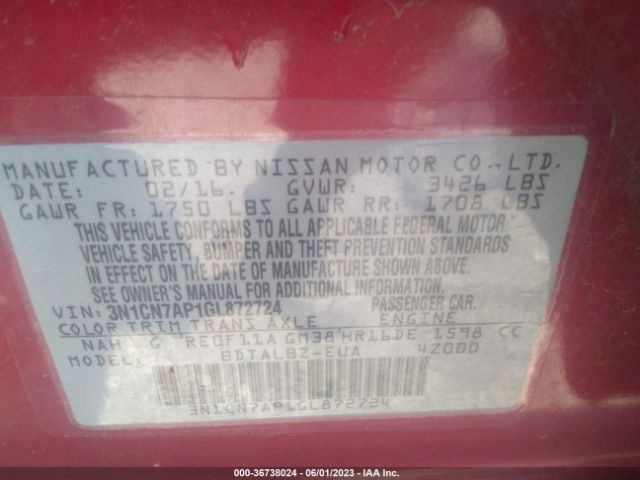 MANUFACTURED BY NISSAN MOTOR CO., LTD.
DATE: 02/16. GVWR: 3426 LBS
GAWR FR: 1750 LBS GAWR RR: 1708 LBS
THIS VEHICLE CONFORMS TO ALL APPLICABLE FEDERAL MOTOR
VEHICLE SAFETY, BUMPER AND THEFT PREVENTION STANDARDS
IN EFFECT ON THE DATE OF MANUFACTURE SHOWN ABOVE.
SEE OWNER'S MANUAL FOR ADDITIONAL INFORMATION.
VIN: 3N1CN7AP1GL872724 PASSENGER CAR.
COLOR TRIM TRANS AXLE ENGINE
NAH G RE0F11A GM38 HR16DE 1598 CC
BDTALBZ-EUA 42000
3N1CN7AP1GL872724
000-36738024 - 06/01/2023 - IAA Inc.